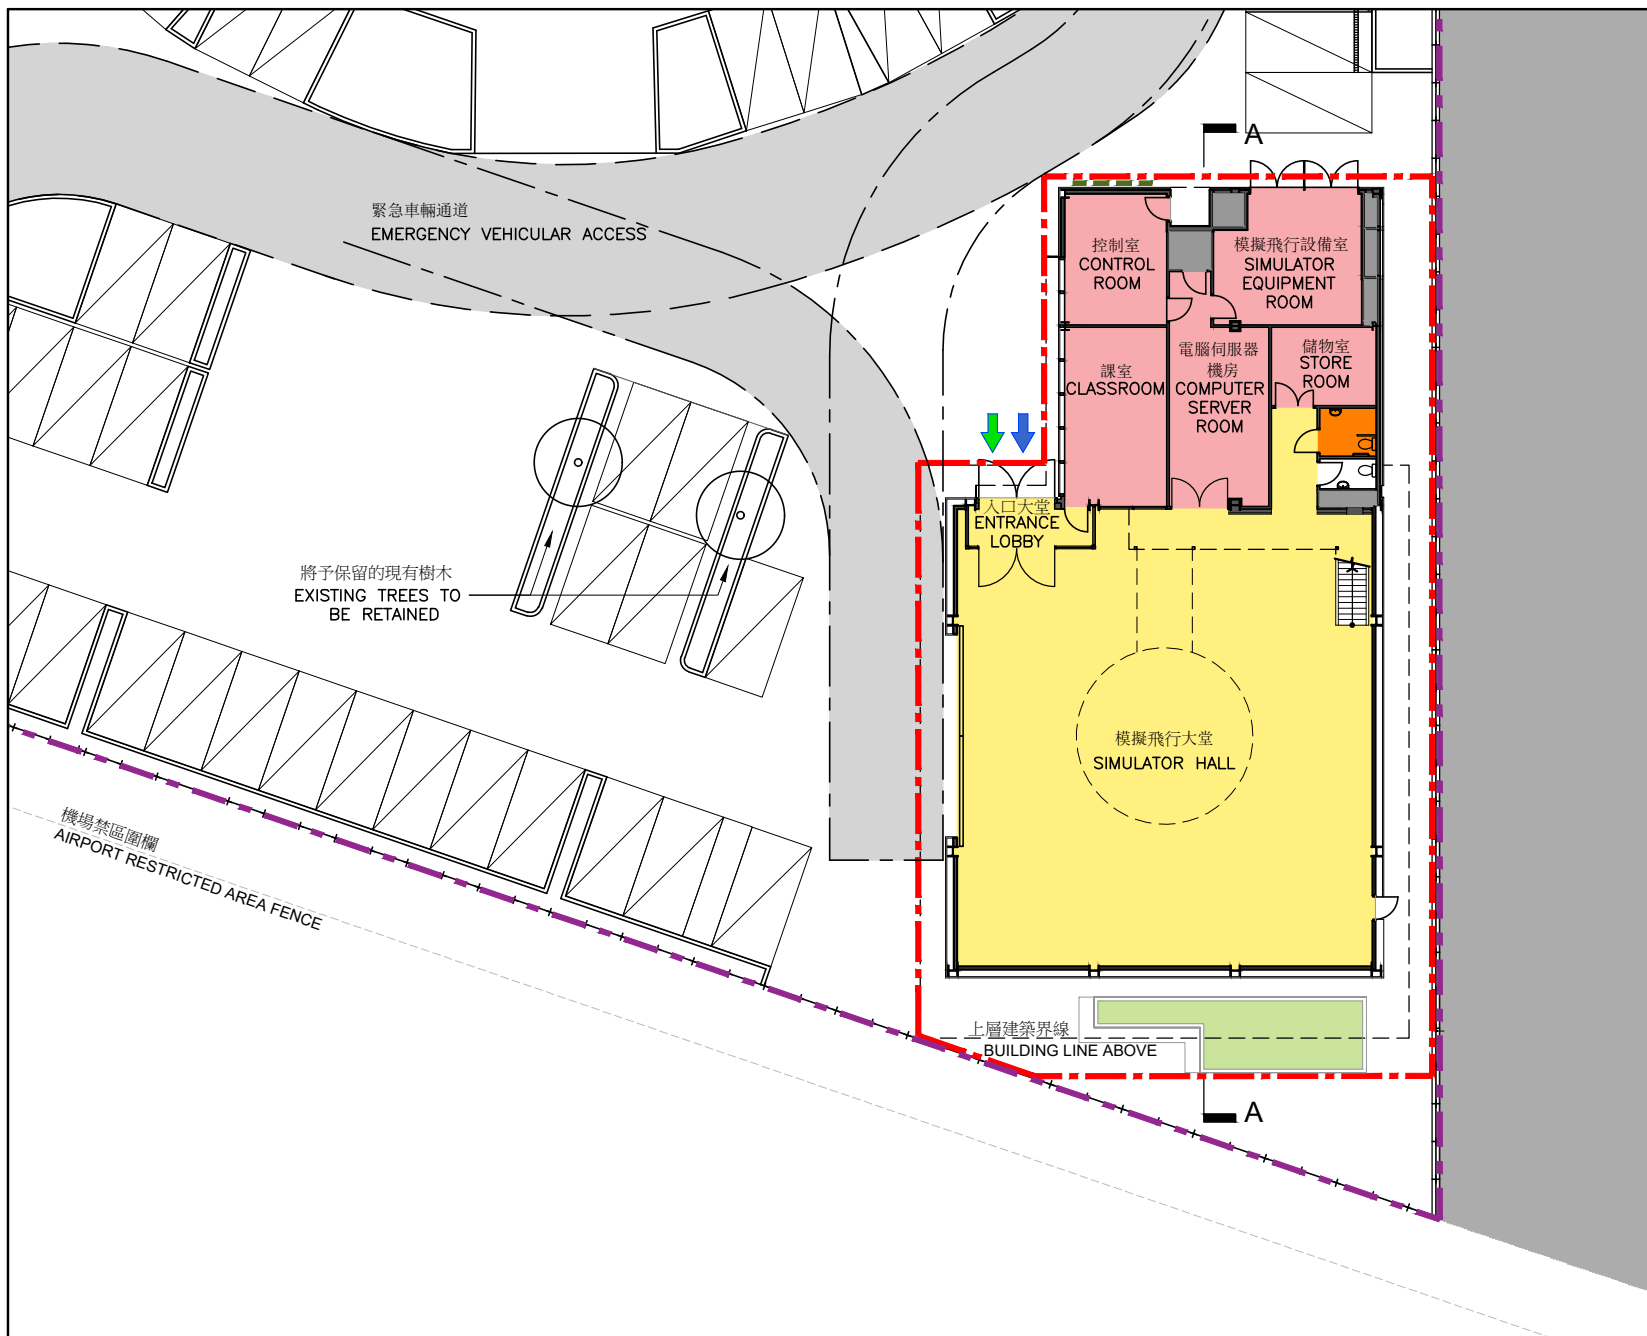 A
緊急車輛通道
EMERGENCY VEHICULAR ACCESS
控制室
CONTROL
ROOM
模擬飛行設備室
SIMULATOR
EQUIPMENT
ROOM
課室
CLASSROOM
電腦伺服器
機房
COMPUTER
SERVER
ROOM
儲物室
STORE
ROOM
入口大堂
ENTRANCE
LOBBY
將予保留的現有樹木
EXISTING TREES TO
BE RETAINED
模擬飛行大堂
SIMULATOR HALL
機場禁區圍欄
AIRPORT RESTRICTED AREA FENCE
上層建築界線
BUILDING LINE ABOVE
A